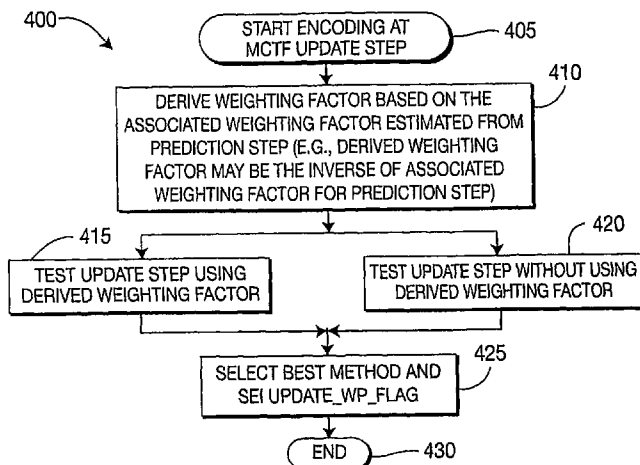 400
START ENCODING AT
MCTF UPDATE STEP
405
410
DERIVE WEIGHTING FACTOR BASED ON THE
ASSOCIATED WEIGHTING FACTOR ESTIMATED FROM
PREDICTION STEP (E.G., DERIVED WEIGHTING
FACTOR MAY BE THE INVERSE OF ASSOCIATED
WEIGHTING FACTOR FOR PREDICTION STEP)
415
TEST UPDATE STEP USING
DERIVED WEIGHTING FACTOR
420
TEST UPDATE STEP WITHOUT USING
DERIVED WEIGHTING FACTOR
425
SELECT BEST METHOD AND
SEI UPDATE_WP_FLAG
END
430